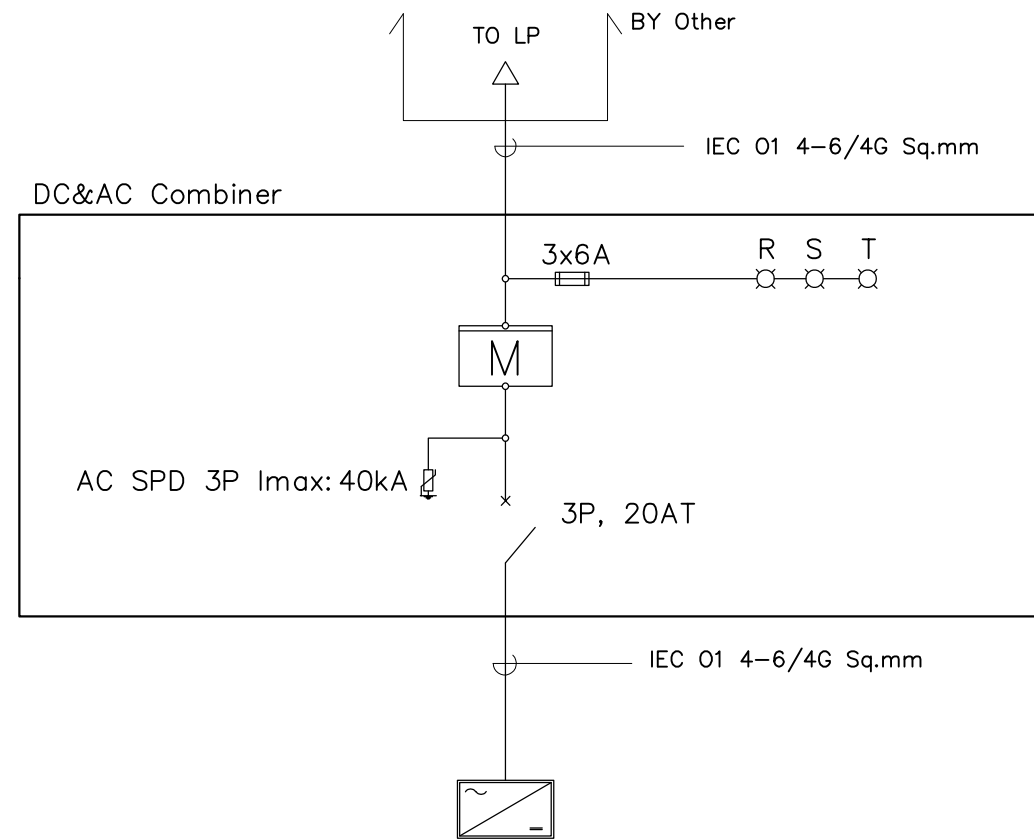 TO LP
BY Other
IEC 01 4-6/4G Sq.mm
DC&AC Combiner
3x6A
R S T
M
AC SPD 3P Imax: 40kA
3P, 20AT
IEC 01 4-6/4G Sq.mm